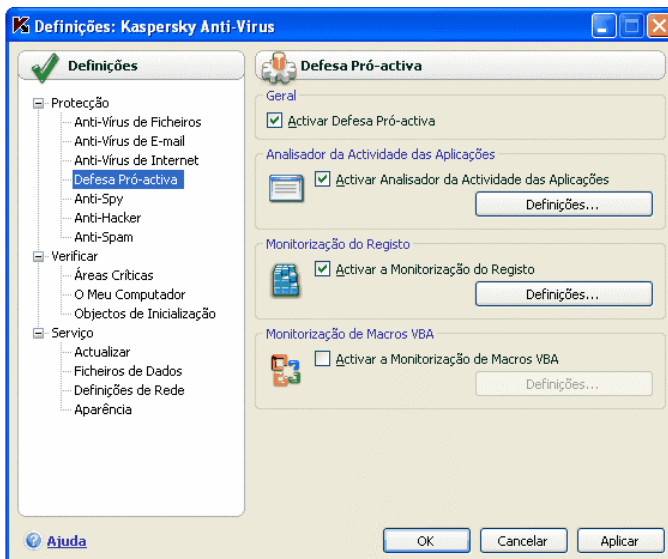 Definições: Kaspersky Anti-Virus
Definições
Protecção
Anti-Vírus de Ficheiros
Anti-Vírus de E-mail
Anti-Vírus de Internet
Defesa Pró-activa
Anti-Spy
Anti-Hacker
Anti-Spam
Verificar
Áreas Críticas
O Meu Computador
Objectos de Inicialização
Serviço
Actualizar
Ficheiros de Dados
Definições de Rede
Aparência
Defesa Pró-activa
Geral
Activar Defesa Pró-activa
Analisador da Actividade das Aplicações
Activar Analisador da Actividade das Aplicações
Definições...
Monitorização do Registo
Activar a Monitorização do Registo
Definições...
Monitorização de Macros VBA
Activar a Monitorização de Macros VBA
Definições...
Ajuda
OK
Cancelar
Aplicar